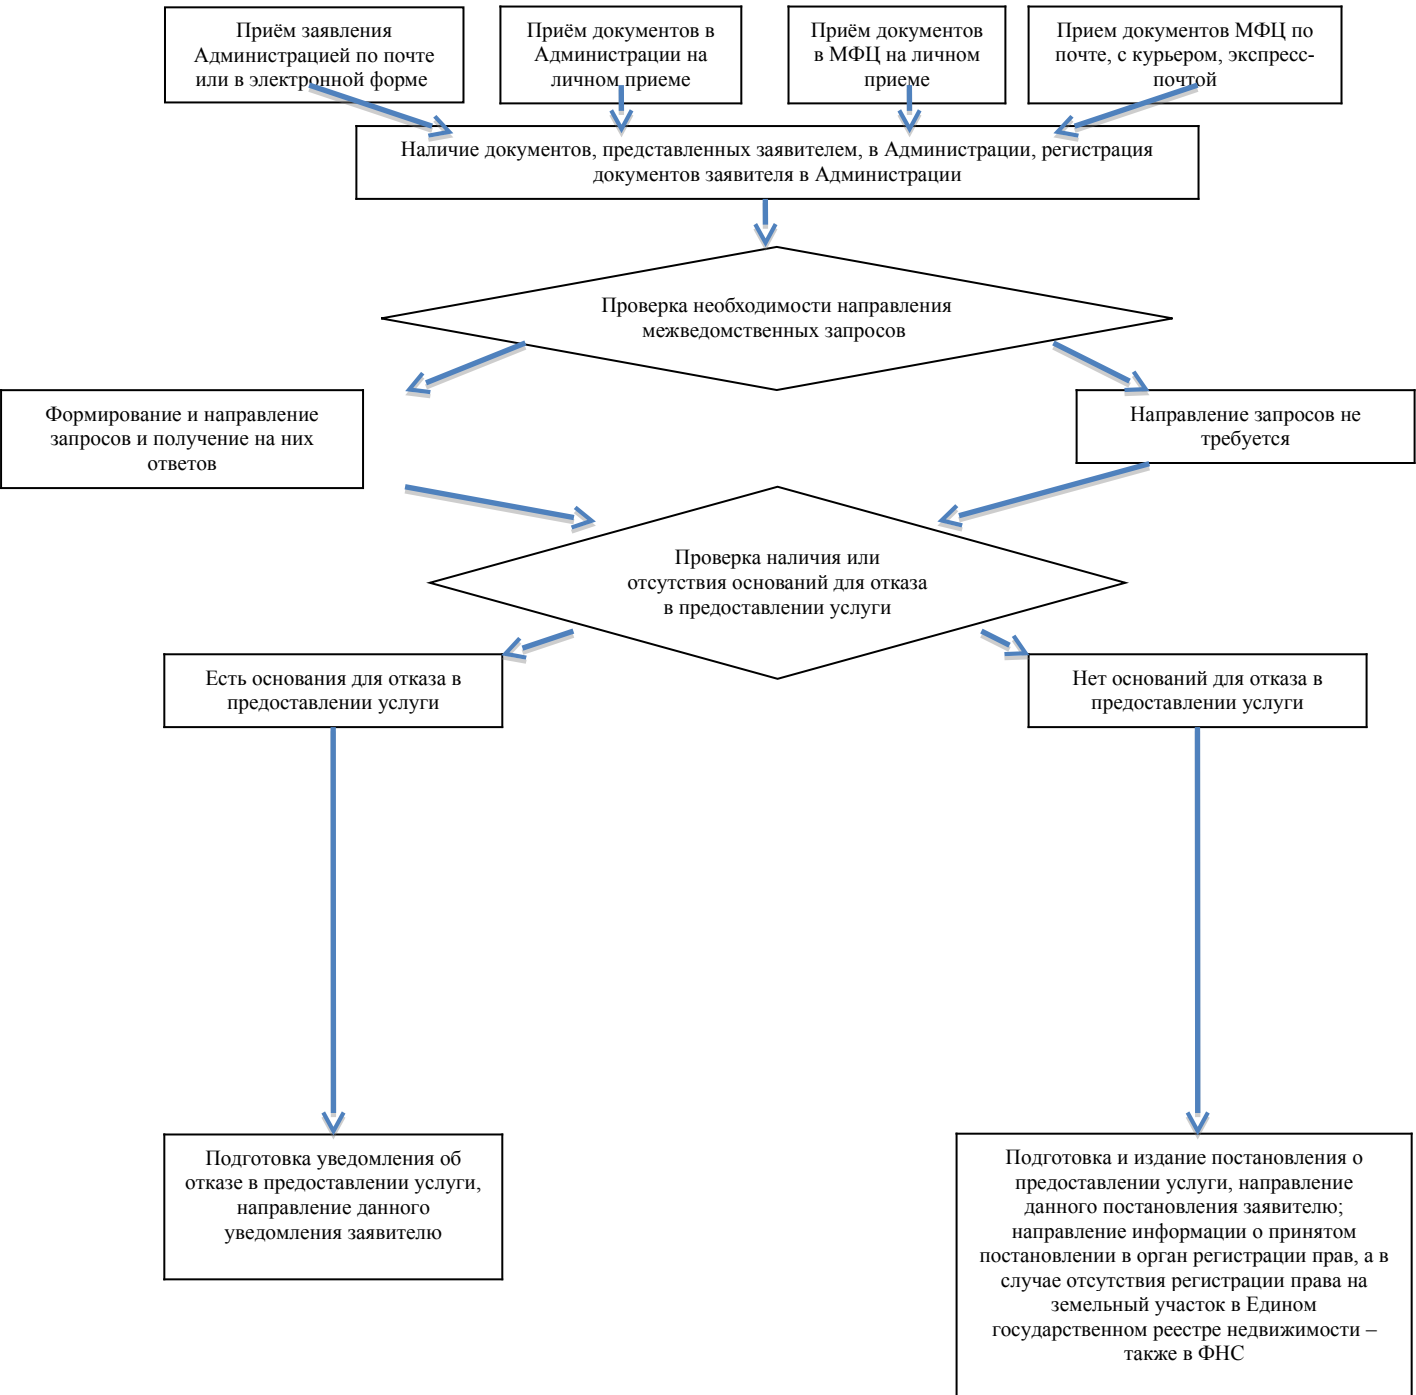 Приём заявления
Администрацией по почте
или в электронной форме
Приём документов в
Администрации на
личном приеме
Приём документов
в МФЦ на личном
приеме
Прием документов МФЦ по
почте, с курьером, экспресс-
почтой
Наличие документов, представленных заявителем, в Администрации, регистрация
документов заявителя в Администрации
Проверка необходимости направления
межведомственных запросов
Формирование и направление
запросов и получение на них
ответов
Направление запросов не
требуется
Проверка наличия или
отсутствия оснований для отказа
в предоставлении услуги
Есть основания для отказа в
предоставлении услуги
Нет оснований для отказа в
предоставлении услуги
Подготовка уведомления об
отказе в предоставлении услуги,
направление данного
уведомления заявителю
Подготовка и издание постановления о
предоставлении услуги, направление
данного постановления заявителю;
направление информации о принятом
постановлении в орган регистрации прав, а в
случае отсутствия регистрации права на
земельный участок в Едином
государственном реестре недвижимости –
также в ФНС